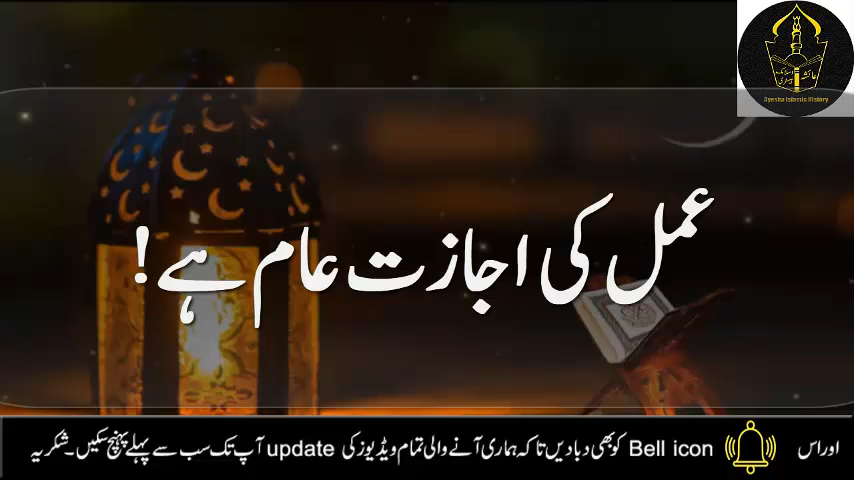 Ayesha Islamic History
عمل کی اجازت عام ہے!
اور اس Bell icon کو بھی دبا دیں تاکہ ہماری آنے والی تمام ویڈیوز کی update آپ تک سب سے پہلے پہنچ سکیں۔ شکریہ